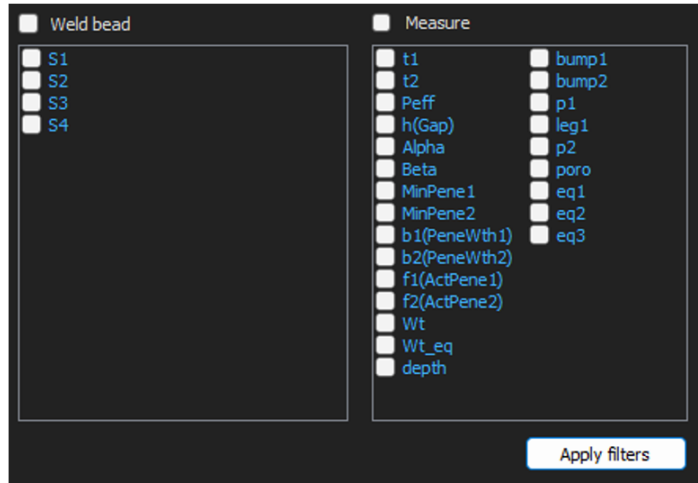 Weld bead
S1
S2
S3
S4
Measure
t1
t2
Peff
h(Gap)
Alpha
Beta
MinPene1
MinPene2
b1(PeneWth1)
b2(PeneWth2)
f1(ActPene1)
f2(ActPene2)
Wt
Wt_eq
depth
bump1
bump2
p1
leg1
p2
poro
eq1
eq2
eq3
Apply filters